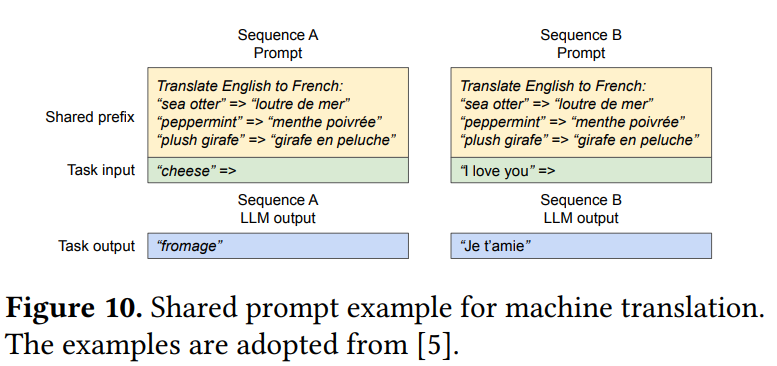 Sequence A
Prompt
Sequence B
Prompt
Shared prefix
Translate English to French:
“sea otter” => “loutre de mer”
“peppermint” => “menthe poivrée”
“plush girafe” => “girafe en peluche”
Translate English to French:
“sea otter” => “loutre de mer”
“peppermint” => “menthe poivrée”
“plush girafe” => “girafe en peluche”
Task input
“cheese” =>
“I love you” =>
Sequence A
LLM output
Sequence B
LLM output
Task output
“fromage”
“Je t’amie”
Figure 10. Shared prompt example for machine translation.
The examples are adopted from [5].